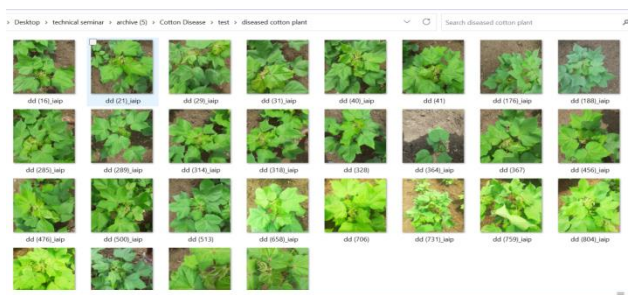 › Desktop › technical seminar › archive (5) › Cotton Disease › test › diseased cotton plant
Search diseased cotton plant
dd (16)_iaip dd (21)_iaip dd (29)_iaip dd (31)_iaip dd (40)_iaip dd (41) dd (176)_iaip dd (188)_iaip
dd (285)_iaip dd (289)_iaip dd (314)_iaip dd (318)_iaip dd (328) dd (364)_iaip dd (367) dd (456)_iaip
dd (476)_iaip dd (500)_iaip dd (513) dd (658)_iaip dd (706) dd (731)_iaip dd (759)_iaip dd (804)_iaip